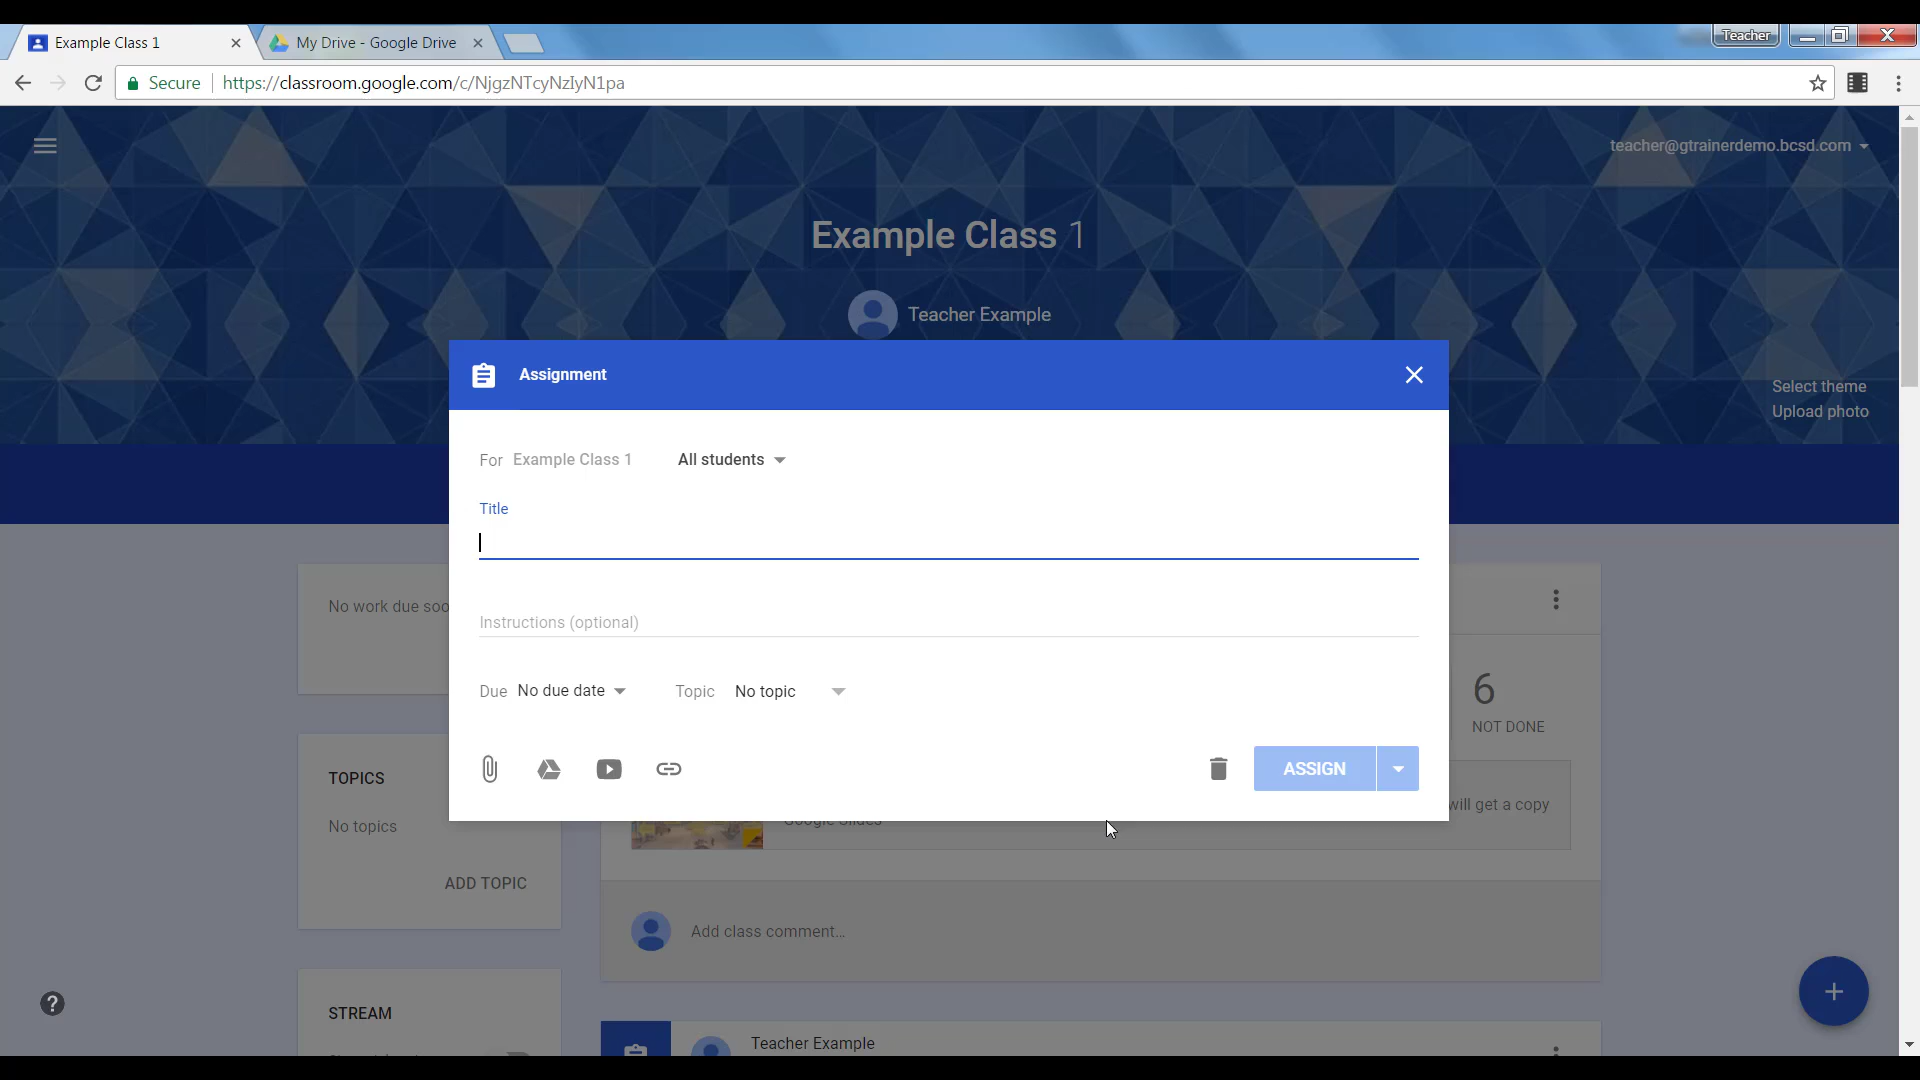 Example Class 1
My Drive - Google Drive
Teacher
Secure
https://classroom.google.com/c/NjgzNTcyNzIyN1pa
teacher@gtrainerdemo.bcsd.com
Example Class 1
Teacher Example
Select theme
Upload photo
Assignment
For Example Class 1 All students
Title
Instructions (optional)
Due No due date Topic No topic
ASSIGN
No work due soo
6
NOT DONE
TOPICS
No topics
ADD TOPIC
will get a copy
Google Slides
Add class comment...
STREAM
Teacher Example